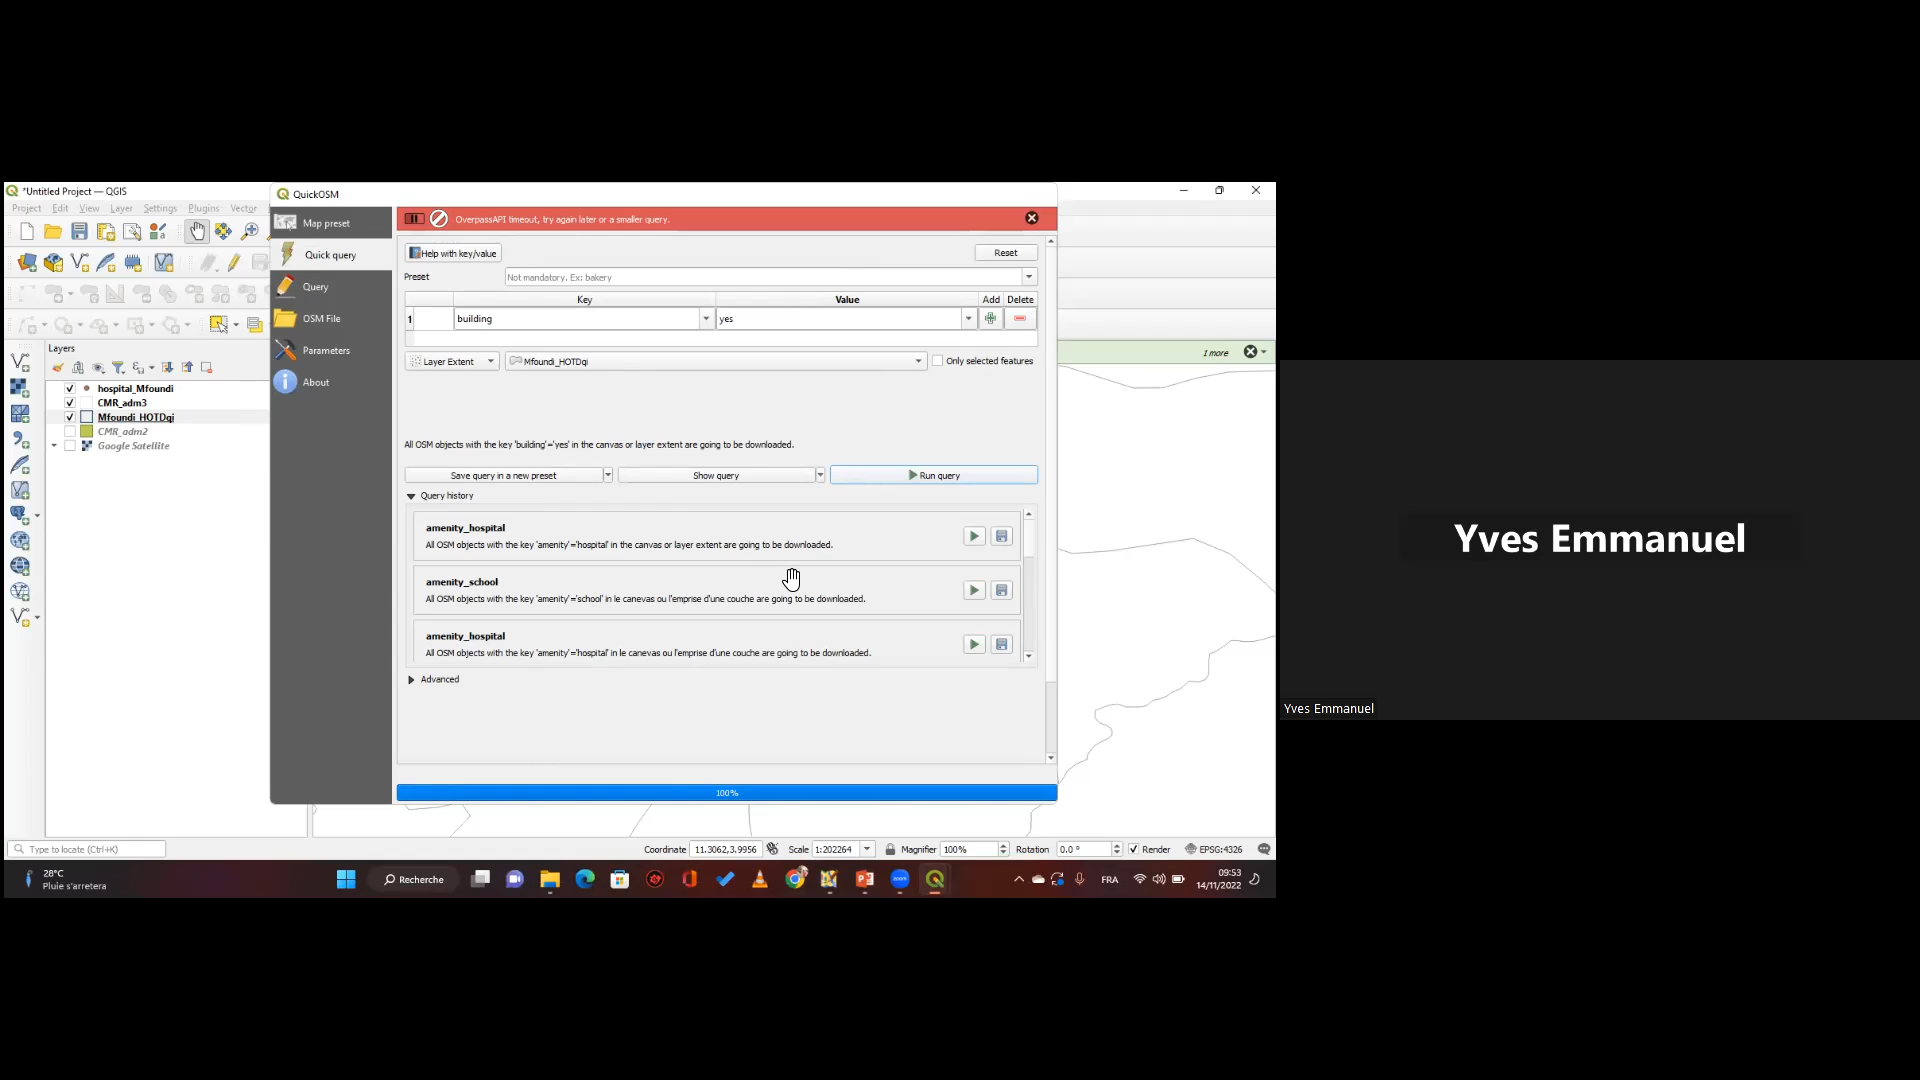 *Untitled Project — QGIS
Project Edit View Layer Settings Plugins Vector
Layers
hospital_Mfoundi
CMR_adm3
Mfoundi_HOTDqi
CMR_adm2
Google Satellite
QuickOSM
Map preset
Quick query
Query
OSM File
Parameters
About
OverpassAPI timeout, try again later or a smaller query.
Help with key/value
Reset
Preset
Not mandatory. Ex: bakery
Key Value Add Delete
1 building yes
Layer Extent Mfoundi_HOTDqi Only selected features
All OSM objects with the key 'building'='yes' in the canvas or layer extent are going to be downloaded.
Save query in a new preset Show query Run query
Query history
amenity_hospital
All OSM objects with the key 'amenity'='hospital' in the canvas or layer extent are going to be downloaded.
amenity_school
All OSM objects with the key 'amenity'='school' in le canevas ou l'emprise d'une couche are going to be downloaded.
amenity_hospital
All OSM objects with the key 'amenity'='hospital' in le canevas ou l'emprise d'une couche are going to be downloaded.
Advanced
100%
1 more
Type to locate (Ctrl+K)
Coordinate 11.3062,3.9956 Scale 1:202264 Magnifier 100% Rotation 0.0 ° Render EPSG:4326
28°C
Pluie s'arretera
Recherche
zoom
FRA
09:53
14/11/2022
Yves Emmanuel
Yves Emmanuel